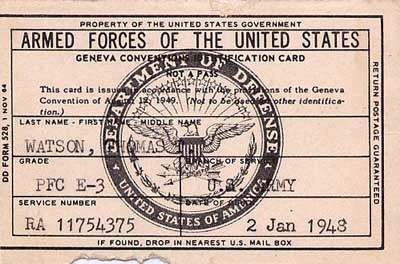 PROPERTY OF THE UNITED STATES GOVERNMENT
ARMED FORCES OF THE UNITED STATES
GENEVA CONVENTIONS IDENTIFICATION CARD
NOT A PASS
This card is issued in accordance with the provisions of the Geneva
Convention of August 12, 1949. (Not to be used for other identifica-
tion.)
LAST NAME - FIRST NAME - MIDDLE NAME
WATSON, THOMAS
GRADE BRANCH OF SERVICE
PFC E-3 U.S. ARMY
SERVICE NUMBER DATE OF BIRTH
RA 11754375 2 Jan 1948
IF FOUND, DROP IN NEAREST U.S. MAIL BOX
DD FORM 528, 1 NOV 64
RETURN POSTAGE GUARANTEED
DEPARTMENT OF DEFENSE
UNITED STATES OF AMERICA